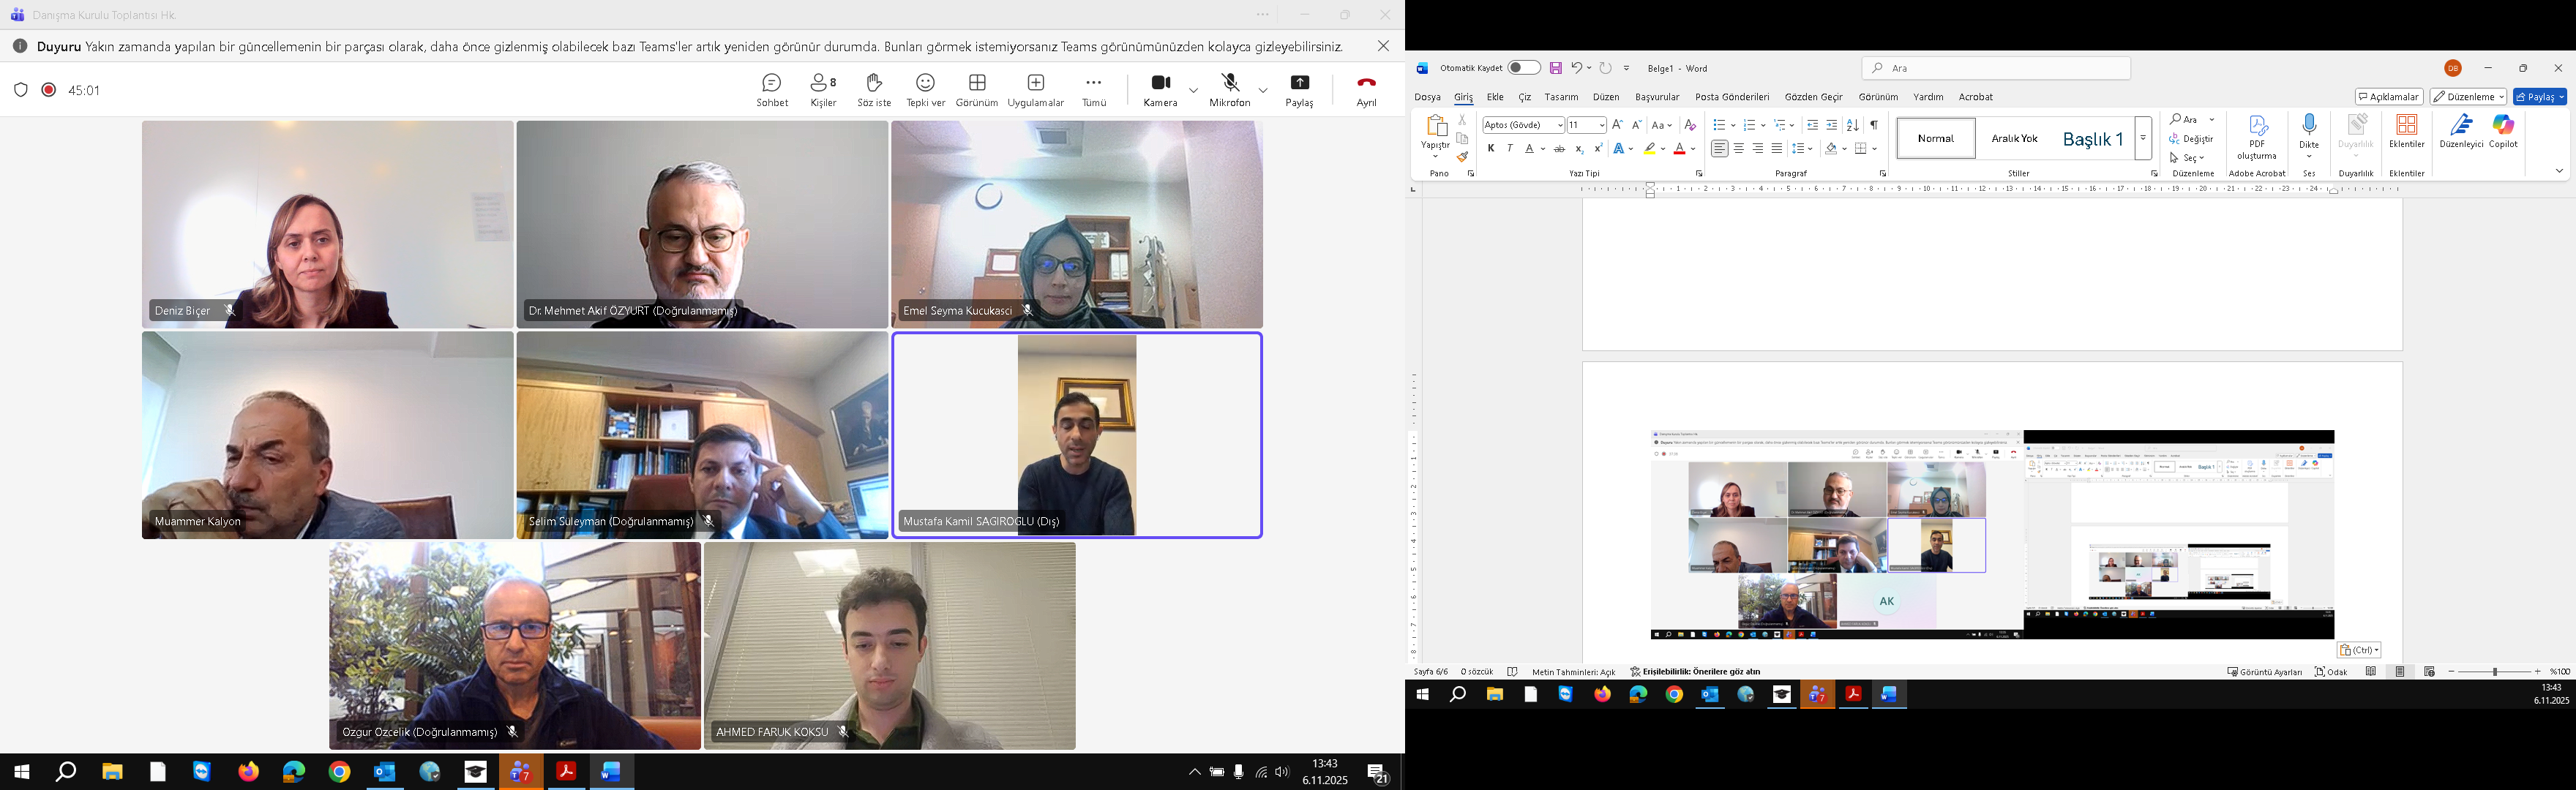 Danışma Kurulu Toplantısı Hk.
Duyuru Yakın zamanda yapılan bir güncellemenin bir parçası olarak, daha önce gizlenmiş olabilecek bazı Teams'ler artık yeniden görünür durumda. Bunları görmek istemiyorsanız Teams görünümünüzden kolayca gizleyebilirsiniz.
45:01
Sohbet
Kişiler 8
Söz iste
Tepki ver
Görünüm
Uygulamalar
Tümü
Kamera
Mikrofon
Paylaş
Ayrıl
Deniz Biçer
Dr. Mehmet Akif ÖZYURT (Doğrulanmamış)
Emel Seyma Kucukasci
Muammer Kalyon
Selim Süleyman (Doğrulanmamış)
Mustafa Kamil SAGIROGLU (Dış)
Ozgur Ozcelik (Doğrulanmamış)
AHMED FARUK KOKSU
7
13:43
6.11.2025
21
Otomatik Kaydet
Belge1 - Word
Ara
DB
Dosya Giriş Ekle Çiz Tasarım Düzen Başvurular Posta Gönderileri Gözden Geçir Görünüm Yardım Acrobat
Açıklamalar
Düzenleme
Paylaş
Yapıştır
Aptos (Gövde) 11
Normal
Aralık Yok
Başlık 1
Ara
Değiştir
Seç
PDF oluşturma
Dikte
Duyarlılık
Eklentiler
Düzenleyici
Copilot
Pano
Yazı Tipi
Paragraf
Stiller
Düzenleme
Adobe Acrobat
Ses
Duyarlılık
Eklentiler
AK
(Ctrl)
Sayfa 6/6
0 sözcük
Metin Tahminleri: Açık
Erişilebilirlik: Önerilere göz atın
Görüntü Ayarları
Odak
%100
7
13:43
6.11.2025